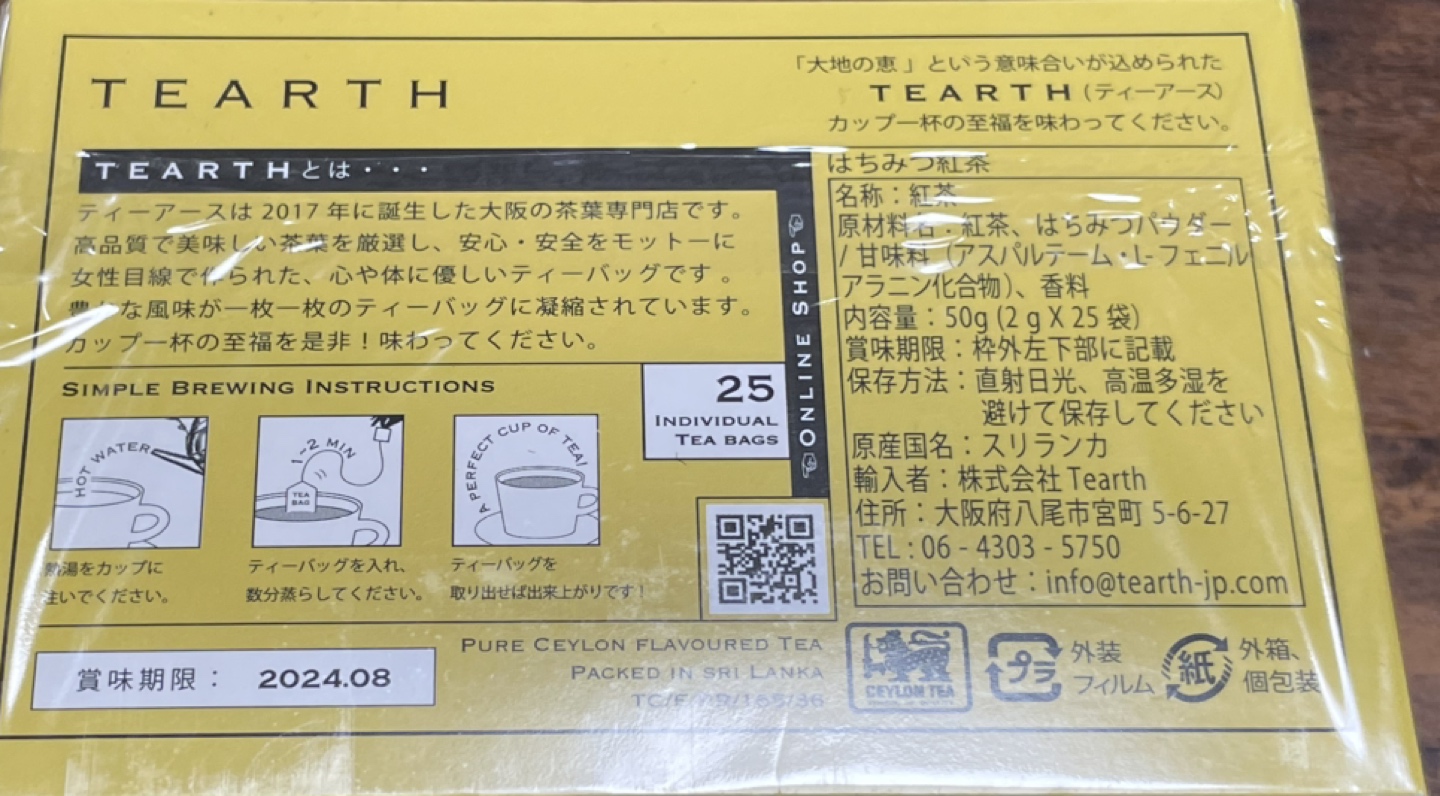 TEARTH
「大地の恵」という意味合いが込められた
TEARTH（ティーアース）
カップ一杯の至福を味わってください。
TEARTHとは・・・
ティーアースは 2017 年に誕生した大阪の茶葉専門店です。
高品質で美味しい茶葉を厳選し、安心・安全をモットーに
女性目線で作られた、心や体に優しいティーバッグです。
豊かな風味が一枚一枚のティーバッグに凝縮されています。
カップ一杯の至福を是非！味わってください。
ONLINE SHOP
SIMPLE BREWING INSTRUCTIONS
25
INDIVIDUAL
TEA BAGS
HOT WATER
1~2 MIN
TEA
BAG
A PERFECT CUP OF TEA!
熱湯をカップに
注いでください。
ティーバッグを入れ、
数分蒸らしてください。
ティーバッグを
取り出せば出来上がりです！
はちみつ紅茶
名称：紅茶
原材料名：紅茶、はちみつパウダー
/ 甘味料（アスパルテーム・L- フェニル
アラニン化合物）、香料
内容量：50g (2 g X 25 袋)
賞味期限：枠外左下部に記載
保存方法：直射日光、高温多湿を
避けて保存してください
原産国名：スリランカ
輸入者：株式会社 Tearth
住所：大阪府八尾市宮町 5-6-27
TEL : 06 - 4303 - 5750
お問い合わせ：info@tearth-jp.com
賞味期限： 2024.08
PURE CEYLON FLAVOURED TEA
PACKED IN SRI LANKA
CEYLON TEA
プラ
外装
フィルム
紙
外箱、
個包装